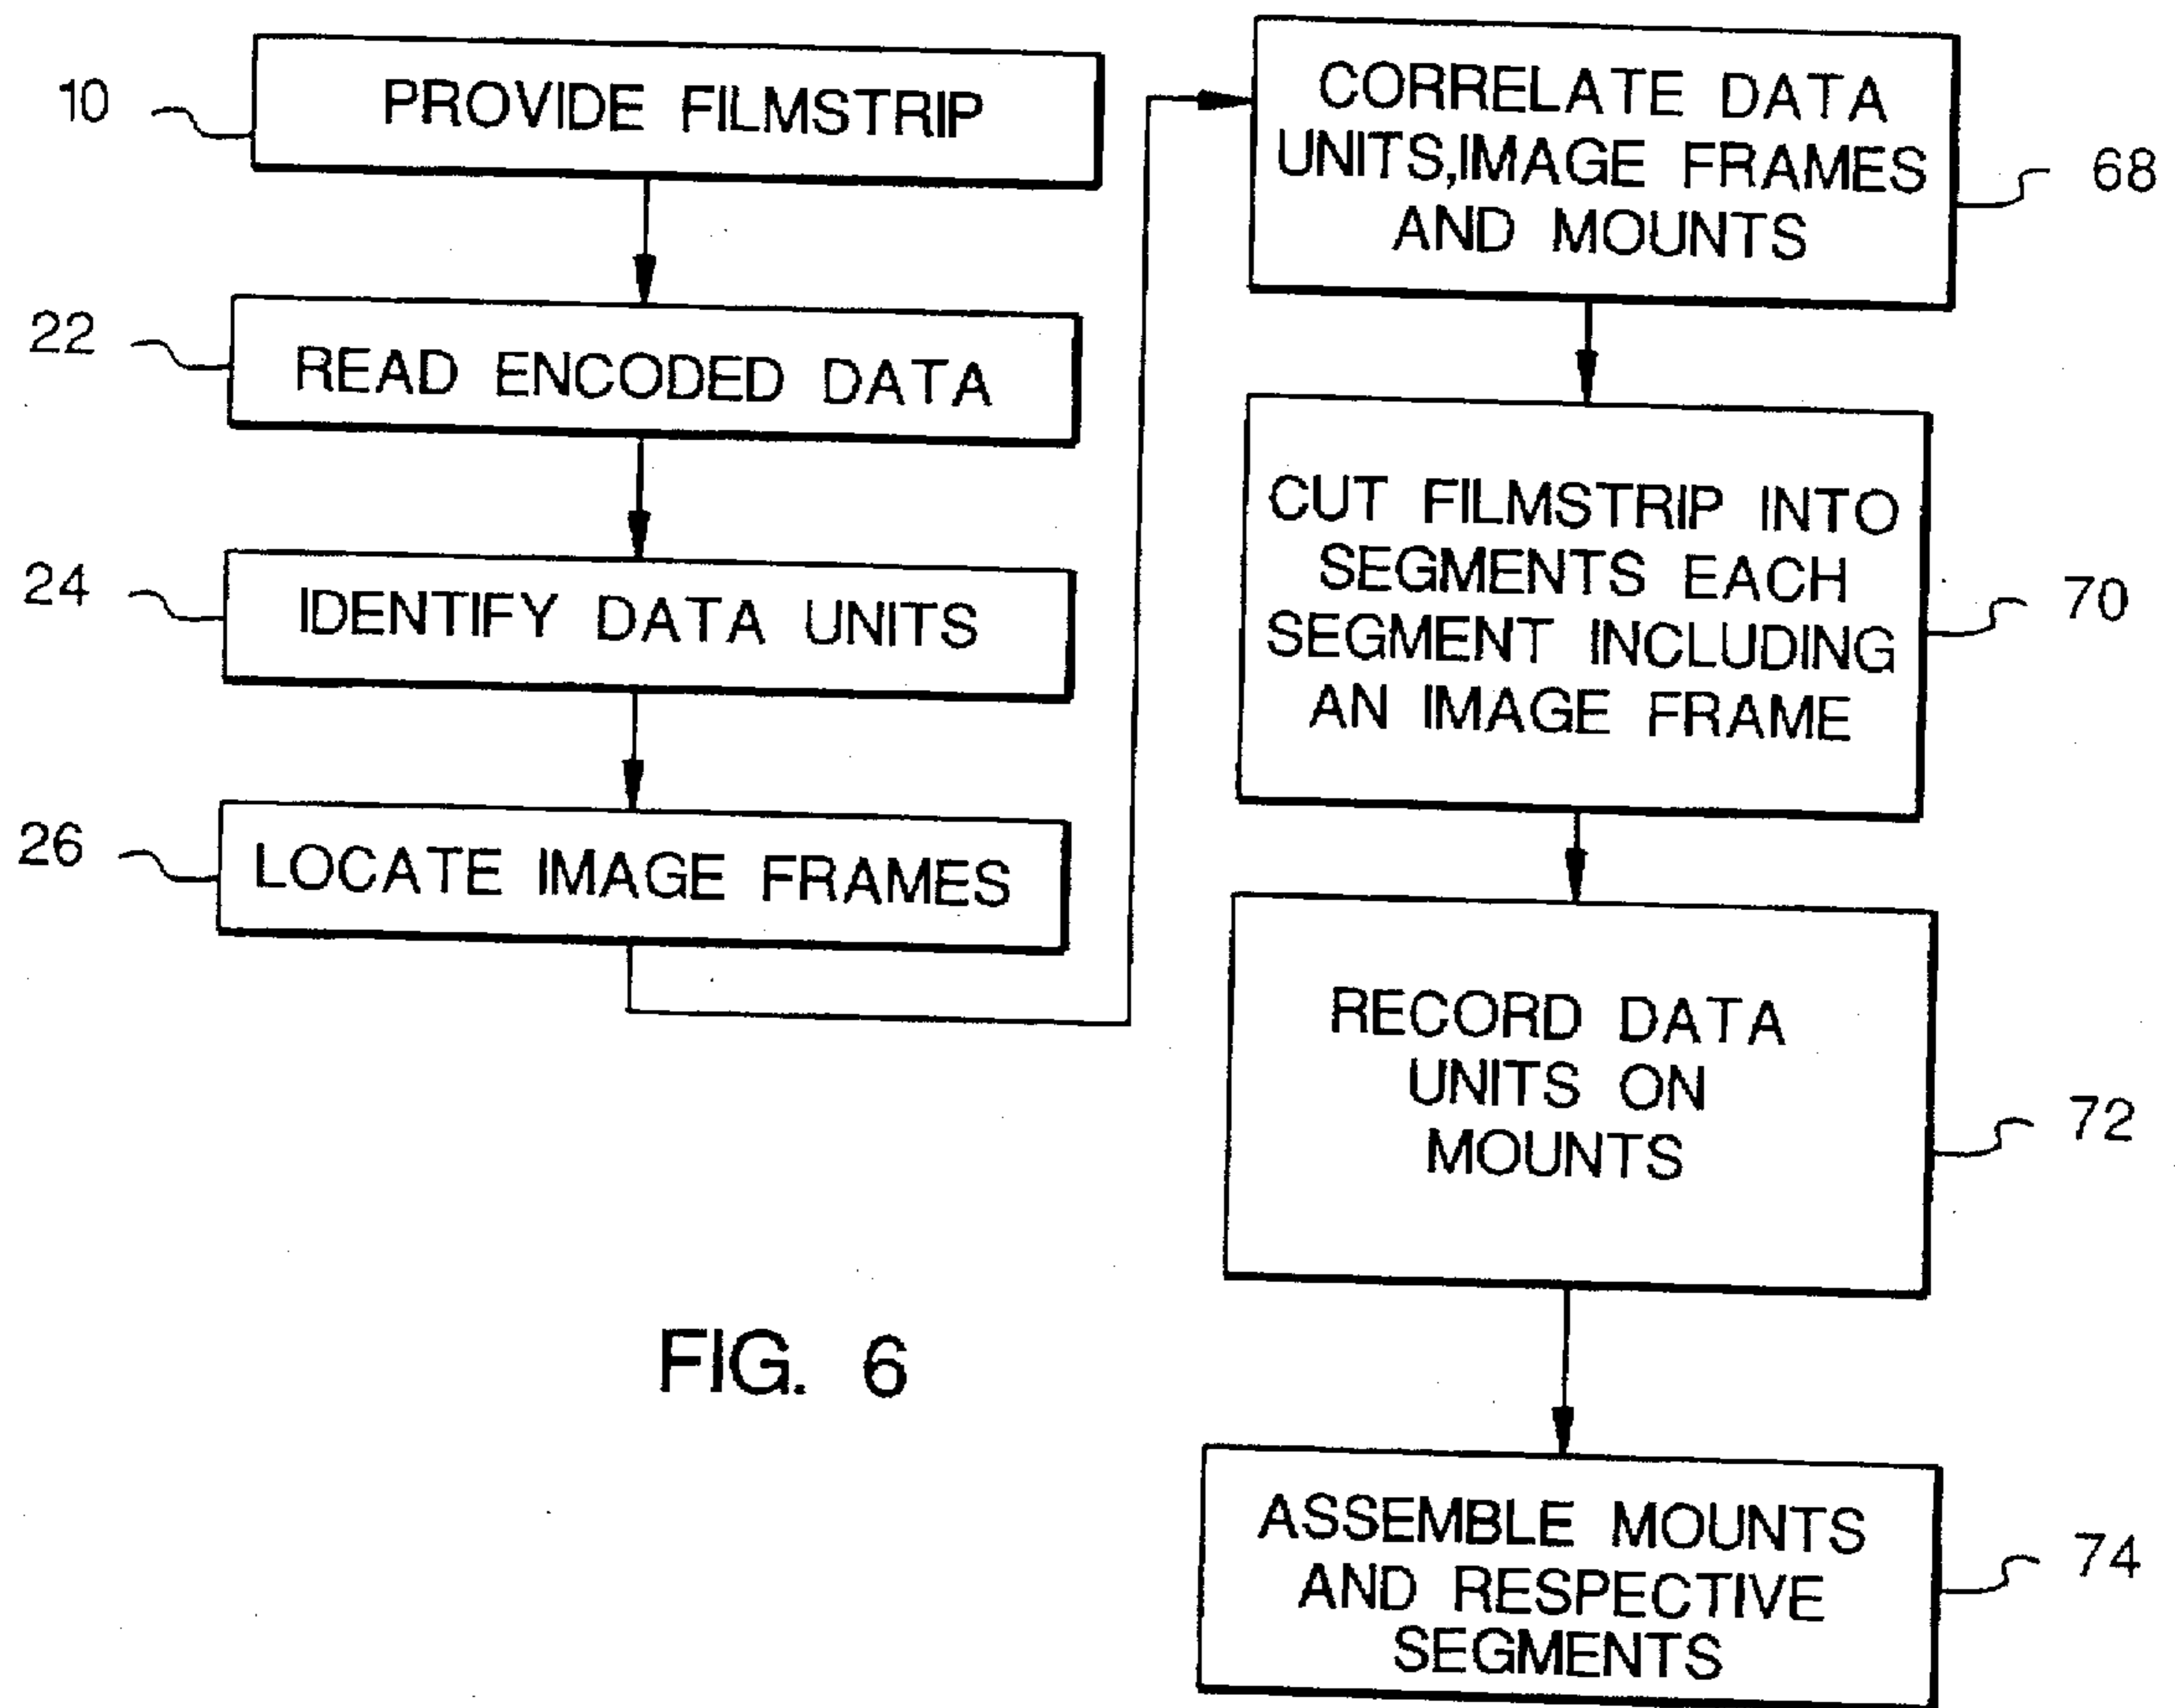 10
PROVIDE FILMSTRIP
22
READ ENCODED DATA
24
IDENTIFY DATA UNITS
26
LOCATE IMAGE FRAMES
CORRELATE DATA
UNITS,IMAGE FRAMES
AND MOUNTS
68
CUT FILMSTRIP INTO
SEGMENTS EACH
SEGMENT INCLUDING
AN IMAGE FRAME
70
RECORD DATA
UNITS ON
MOUNTS
72
ASSEMBLE MOUNTS
AND RESPECTIVE
SEGMENTS
74
FIG. 6